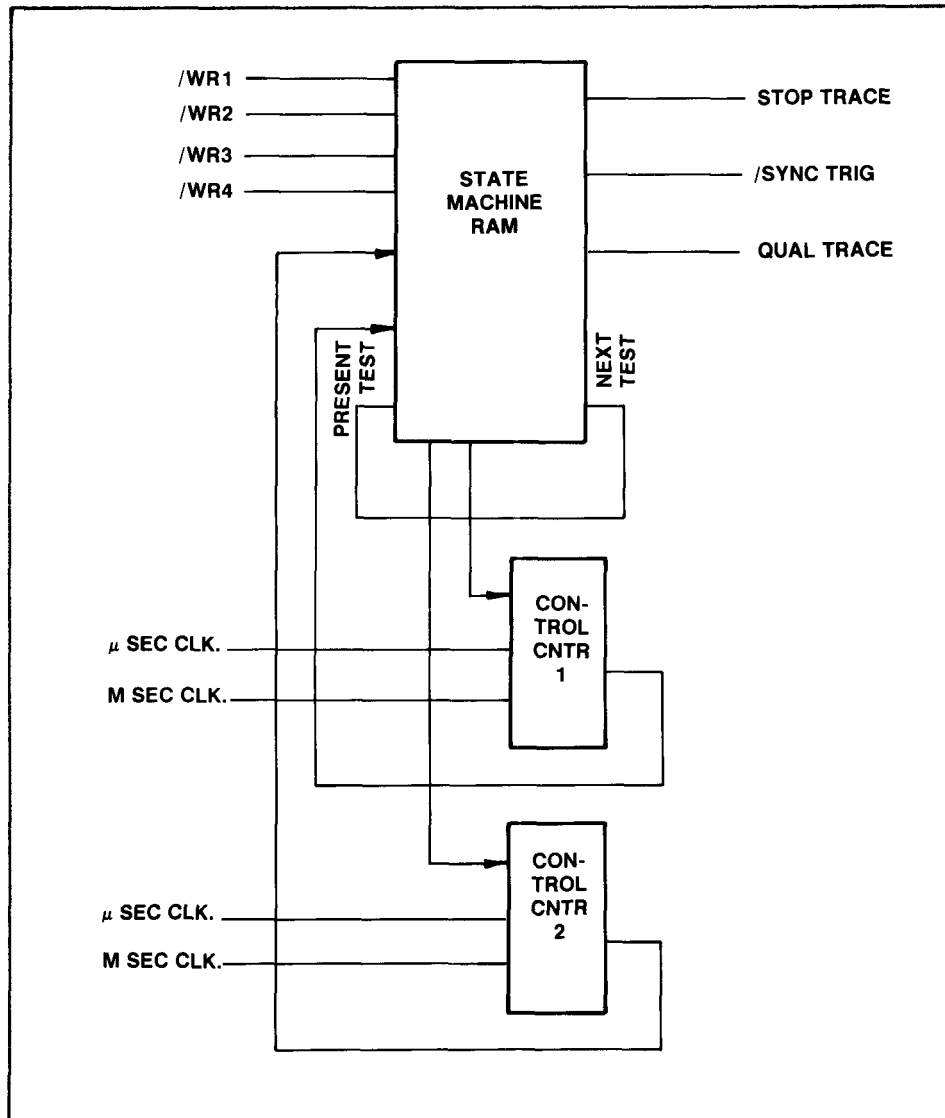 /WR1
/WR2
/WR3
/WR4
STATE
MACHINE
RAM
STOP TRACE
/SYNC TRIG
QUAL TRACE
PRESENT
TEST
NEXT
TEST
CON-
TROL
CNTR
1
μ SEC CLK.
M SEC CLK.
CON-
TROL
CNTR
2
μ SEC CLK.
M SEC CLK.